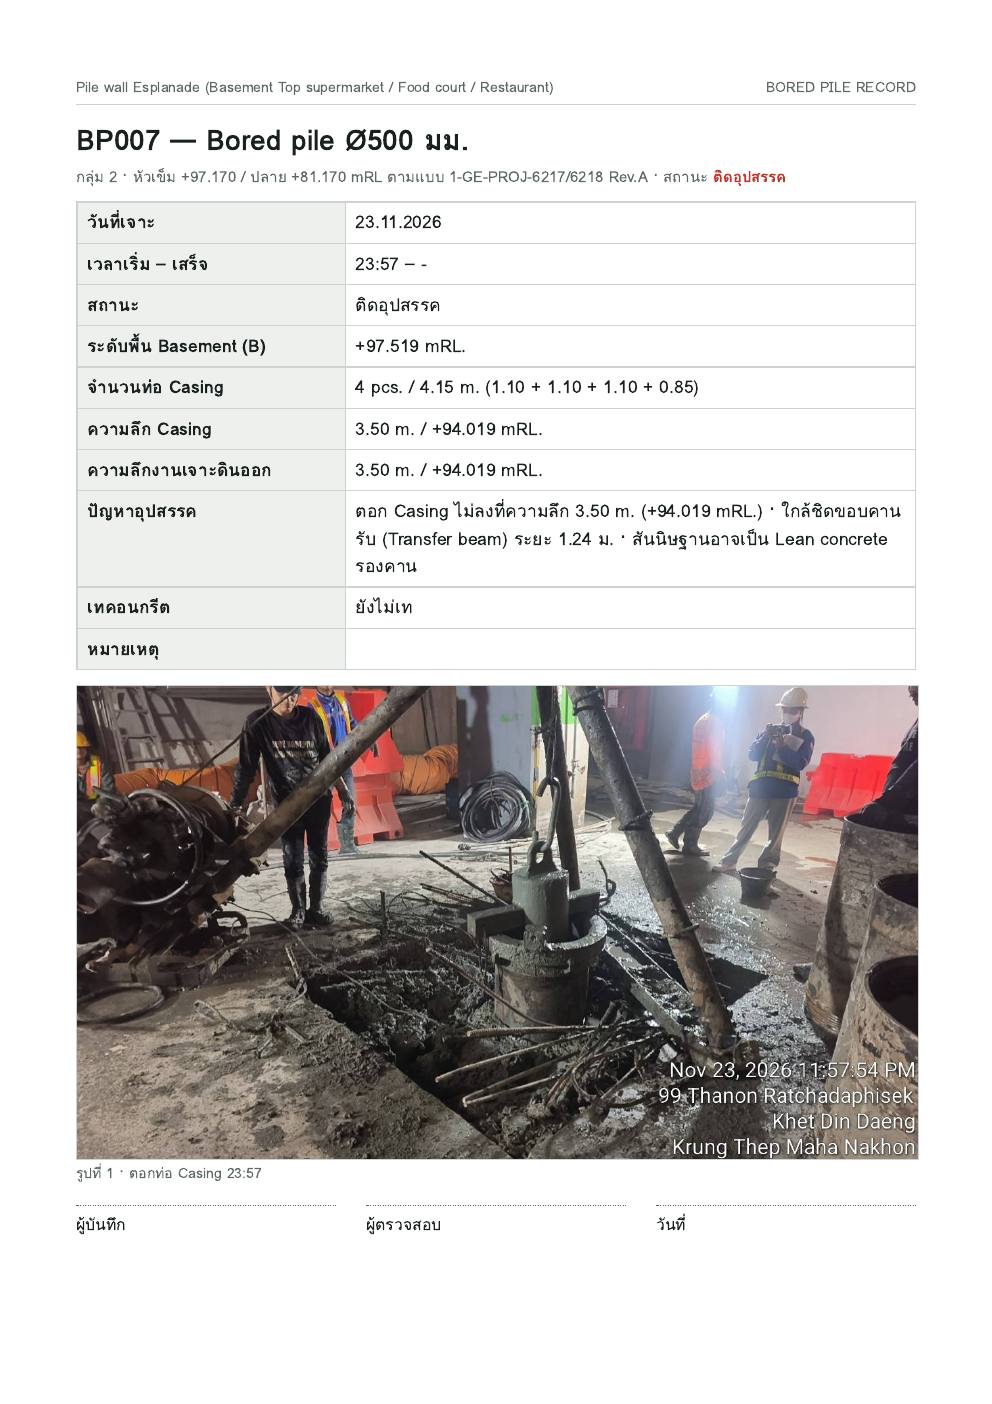 Pile wall Esplanade (Basement Top supermarket / Food court / Restaurant) BORED PILE RECORD
BP007 — Bored pile Ø500 มม.
กลุ่ม 2 · หัวเข็ม +97.170 / ปลาย +81.170 mRL ตามแบบ 1-GE-PROJ-6217/6218 Rev.A · สถานะ ติดอุปสรรค
วันที่เจาะ 23.11.2026
เวลาเริ่ม – เสร็จ 23:57 – -
สถานะ ติดอุปสรรค
ระดับพื้น Basement (B) +97.519 mRL.
จำนวนท่อ Casing 4 pcs. / 4.15 m. (1.10 + 1.10 + 1.10 + 0.85)
ความลึก Casing 3.50 m. / +94.019 mRL.
ความลึกงานเจาะดินออก 3.50 m. / +94.019 mRL.
ปัญหาอุปสรรค ตอก Casing ไม่ลงที่ความลึก 3.50 m. (+94.019 mRL.) · ใกล้ชิดขอบคาน
รับ (Transfer beam) ระยะ 1.24 ม. · สันนิษฐานอาจเป็น Lean concrete
รองคาน
เทคอนกรีต ยังไม่เท
หมายเหตุ
Nov 23, 2026 11:57:54 PM
99 Thanon Ratchadaphisek
Khet Din Daeng
Krung Thep Maha Nakhon
รูปที่ 1 · ตอกท่อ Casing 23:57
ผู้บันทึก ผู้ตรวจสอบ วันที่